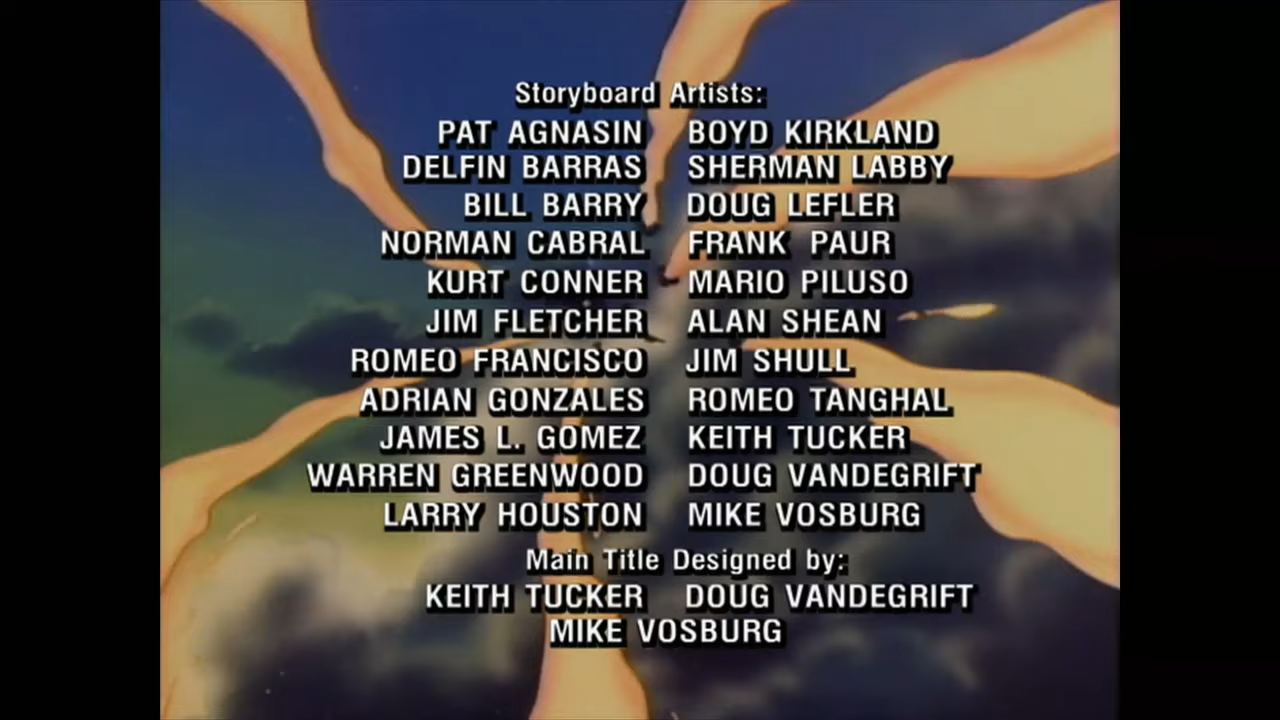 Storyboard Artists:
PAT AGNASIN BOYD KIRKLAND
DELFIN BARRAS SHERMAN LABBY
BILL BARRY DOUG LEFLER
NORMAN CABRAL FRANK PAUR
KURT CONNER MARIO PILUSO
JIM FLETCHER ALAN SHEAN
ROMEO FRANCISCO JIM SHULL
ADRIAN GONZALES ROMEO TANGHAL
JAMES L. GOMEZ KEITH TUCKER
WARREN GREENWOOD DOUG VANDEGRIFT
LARRY HOUSTON MIKE VOSBURG
Main Title Designed by:
KEITH TUCKER DOUG VANDEGRIFT
MIKE VOSBURG